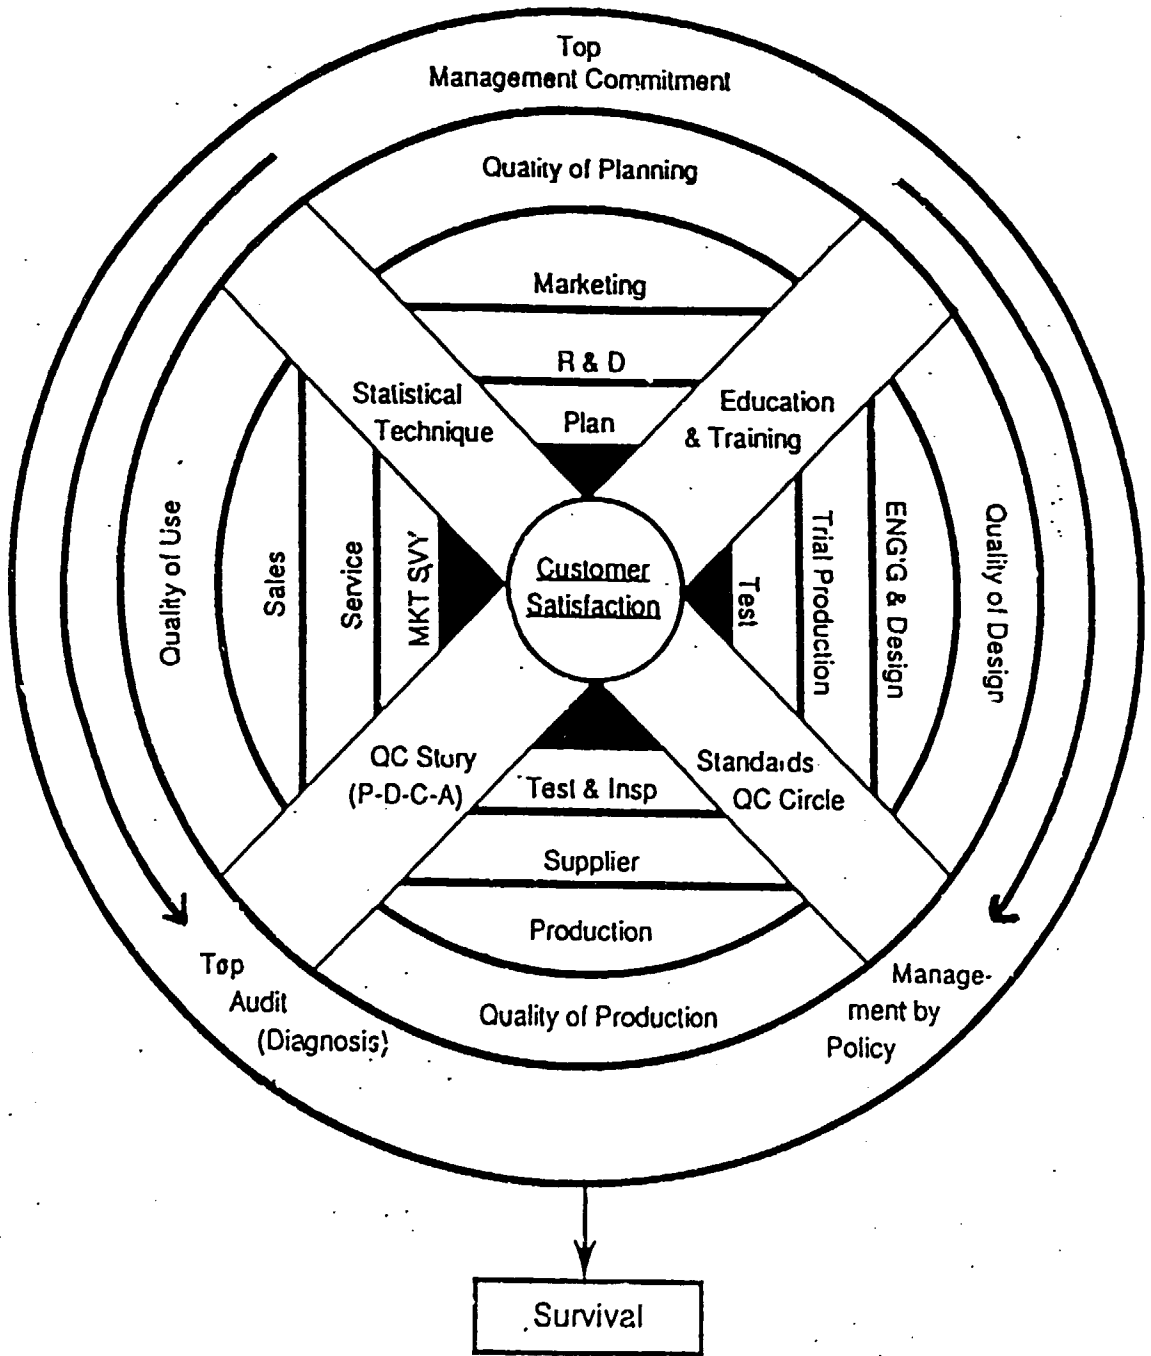 Top
Management Commitment
Quality of Planning
Marketing
R & D
Plan
Statistical
Technique
Education
& Training
Quality of Use
Sales
Service
MKT SVY
Customer
Satisfaction
Test
Trial Production
ENG'G & Design
Quality of Design
QC Story
(P-D-C-A)
Test & Insp
Standards
QC Circle
Supplier
Production
Quality of Production
Top
Audit
(Diagnosis)
Manage-
ment by
Policy
Survival